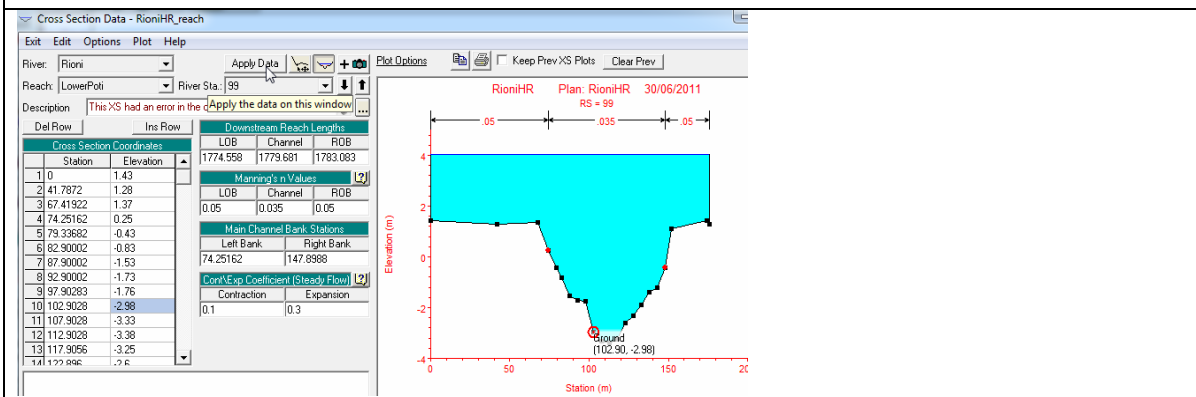 Cross Section Data - RioniHR_reach
Exit Edit Options Plot Help
River: Rioni Apply Data Plot Options Keep Prev XS Plots Clear Prev
Reach: LowerPoti River Sta.: 99
Description This XS had an error in the Apply the data on this window ...
Del Row Ins Row
Cross Section Coordinates
Station Elevation
1 0 1.43
2 41.7872 1.28
3 67.41922 1.37
4 74.25162 0.25
5 79.33682 -0.43
6 82.90002 -0.83
7 87.90002 -1.53
8 92.90002 -1.73
9 97.90283 -1.76
10 102.9028 -2.98
11 107.9028 -3.33
12 112.9028 -3.38
13 117.9056 -3.25
14 122.896 -2.6
Downstream Reach Lengths
LOB Channel ROB
1774.558 1779.681 1783.083
Manning's n Values
LOB Channel ROB
0.05 0.035 0.05
Main Channel Bank Stations
Left Bank Right Bank
74.25162 147.8988
Cont\Exp Coefficient (Steady Flow)
Contraction Expansion
0.1 0.3
RioniHR Plan: RioniHR 30/06/2011
RS = 99
.05 .035 .05
4
2
0
-2
-4
Elevation (m)
Ground
(102.90, -2.98)
0 50 100 150 20
Station (m)